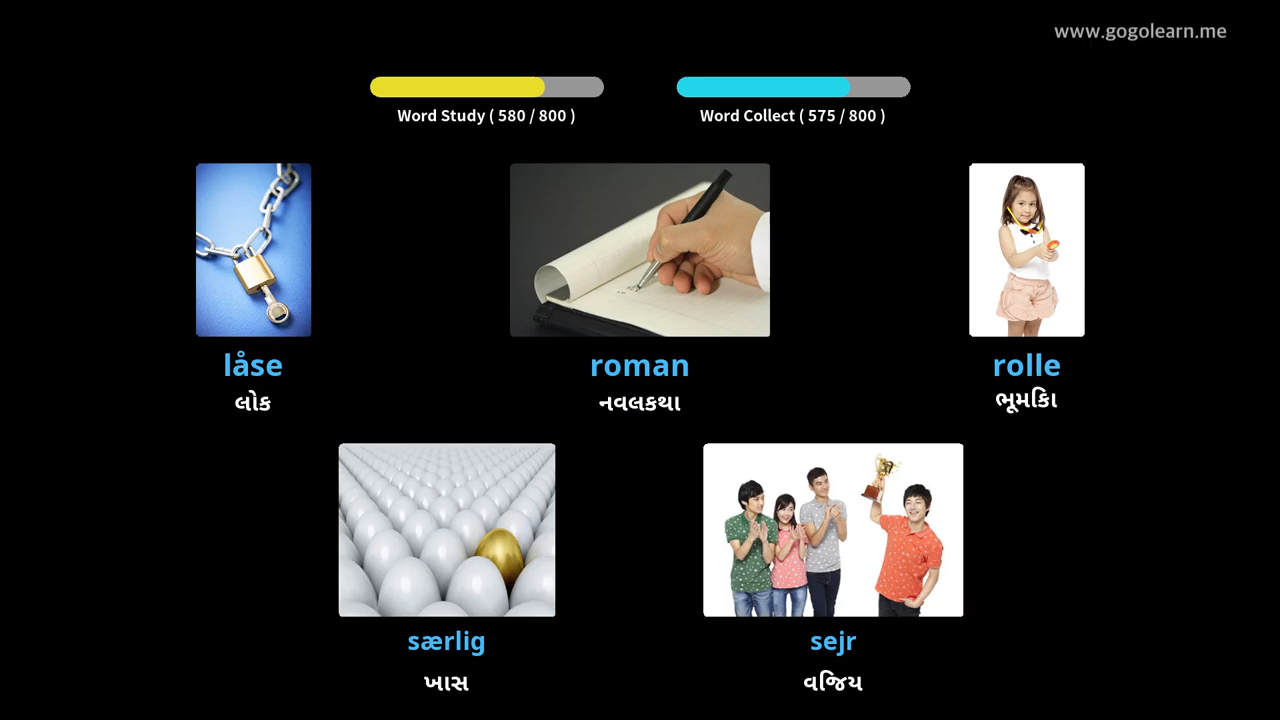 www.gogolearn.me
Word Study ( 580 / 800 )
Word Collect ( 575 / 800 )
låse
લોક
roman
નવલકથા
rolle
ભૂમિકા
særlig
ખાસ
sejr
વિજય